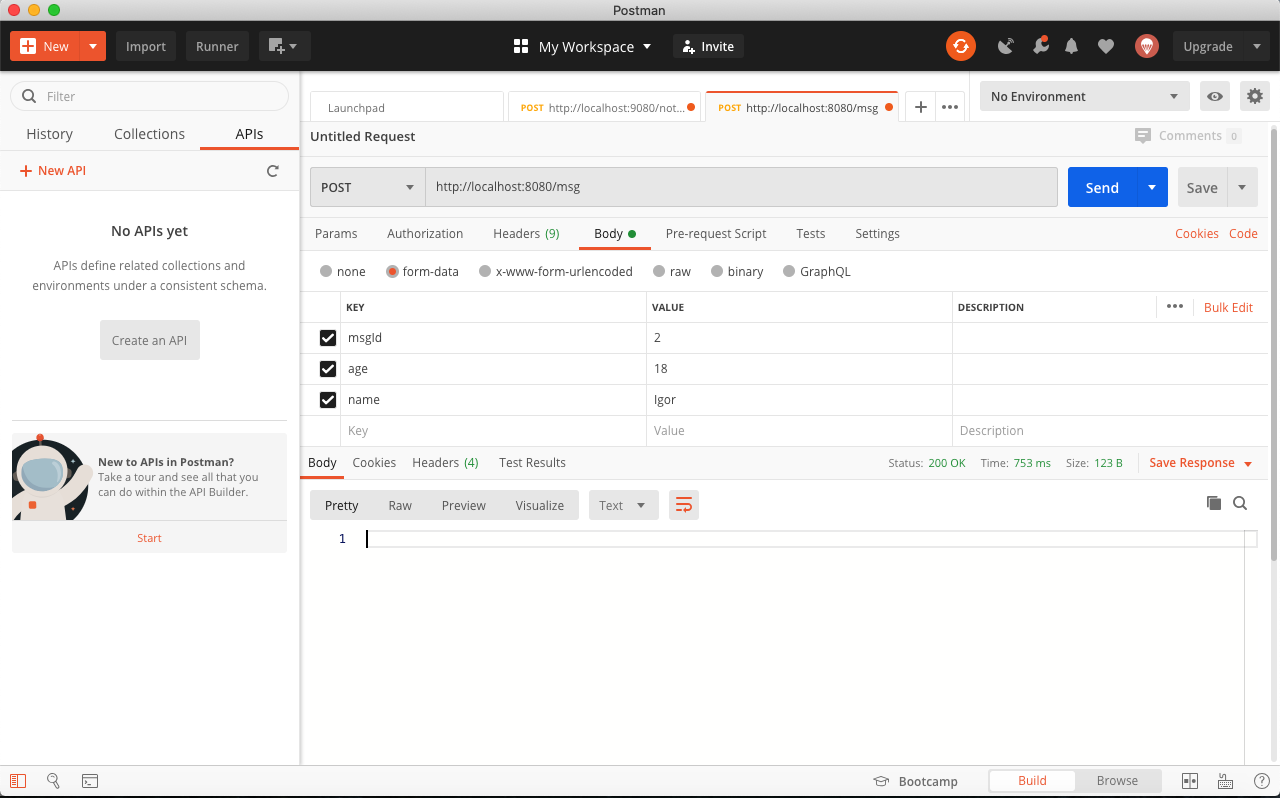 Postman
New
Import
Runner
My Workspace
Invite
Upgrade
Filter
History
Collections
APIs
New API
No APIs yet
APIs define related collections and
environments under a consistent schema.
Create an API
New to APIs in Postman?
Take a tour and see all that you
can do within the API Builder.
Start
Launchpad
POST http://localhost:9080/not...
POST http://localhost:8080/msg
No Environment
Untitled Request
Comments 0
POST
http://localhost:8080/msg
Send
Save
Params
Authorization
Headers (9)
Body
Pre-request Script
Tests
Settings
Cookies
Code
none
form-data
x-www-form-urlencoded
raw
binary
GraphQL
KEY VALUE DESCRIPTION
Bulk Edit
msgId 2
age 18
name Igor
Key Value Description
Body
Cookies
Headers (4)
Test Results
Status: 200 OK
Time: 753 ms
Size: 123 B
Save Response
Pretty
Raw
Preview
Visualize
Text
1
Bootcamp
Build
Browse